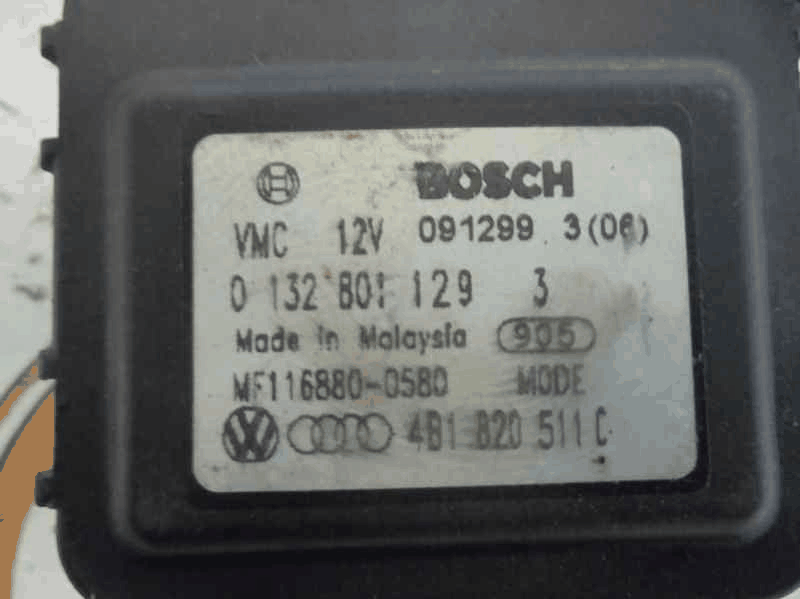 BOSCH
VMC 12V 091299 3(06)
0 132 801 129 3
Made in Malaysia 905
MF116880-0580 MODE
4B1 820 511 C